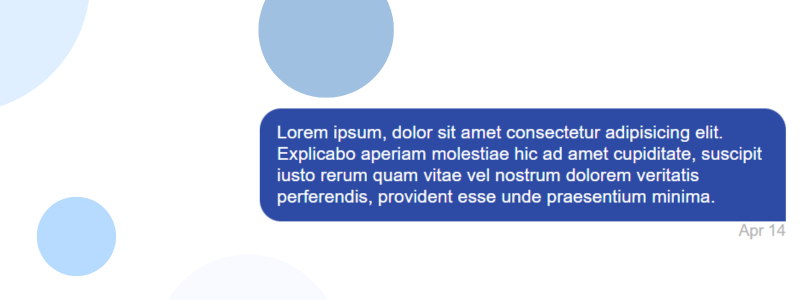 Lorem ipsum, dolor sit amet consectetur adipisicing elit.
Explicabo aperiam molestiae hic ad amet cupiditate, suscipit
iusto rerum quam vitae vel nostrum dolorem veritatis
perferendis, provident esse unde praesentium minima.
Apr 14